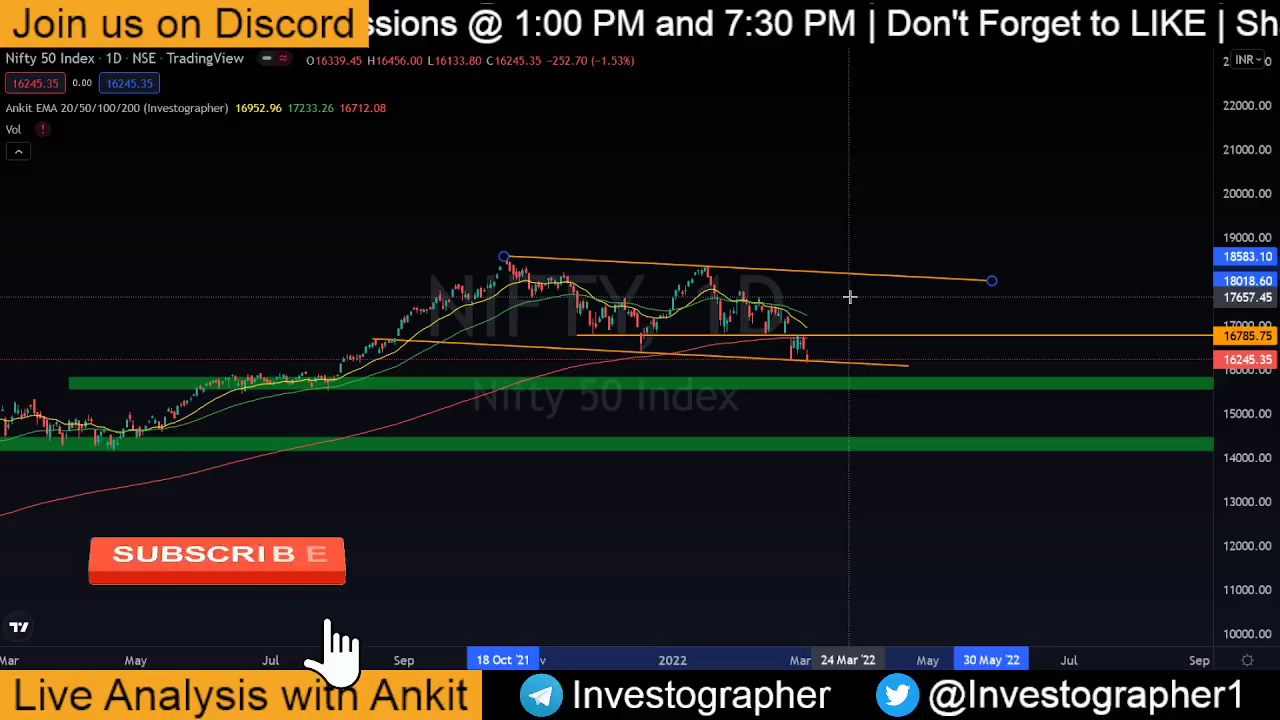 Join us on Discord
ssions @ 1:00 PM and 7:30 PM | Don't Forget to LIKE | Sh
Nifty 50 Index · 1D · NSE · TradingView
O16339.45 H16456.00 L16133.80 C16245.35 -252.70 (-1.53%)
INR
16245.35 0.00 16245.35
Ankit EMA 20/50/100/200 (Investographer) 16952.96 17233.26 16712.08
Vol
22000.00
21000.00
20000.00
19000.00
18583.10
18018.60
17657.45
17000.00
16785.75
16245.35
16000.00
15000.00
14000.00
13000.00
12000.00
11000.00
10000.00
NIFTY, 1D
Nifty 50 Index
SUBSCRIBE
Mar May Jul Sep 18 Oct '21 v 2022 Mar 24 Mar '22 May 30 May '22 Jul Sep
Live Analysis with Ankit
Investographer
@Investographer1